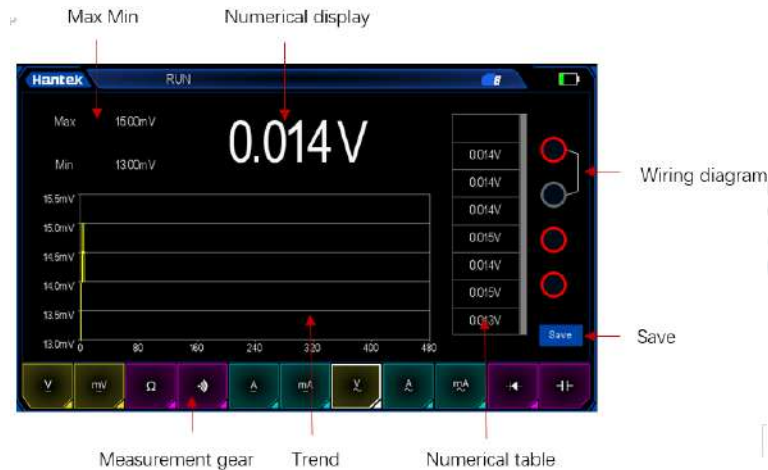 Max Min Numerical display
Hantek RUN
Max 15.00mV
0.014 V
Min 13.00mV
0.014V
0.014V
0.014V
0.015V
0.014V
0.015V
0.013V
Wiring diagram
15.5mV
15.0mV
14.5mV
14.0mV
13.5mV
13.0mV 0 80 160 240 320 400 480
Save
Save
V mV Ω A mA V A mA
Measurement gear Trend Numerical table